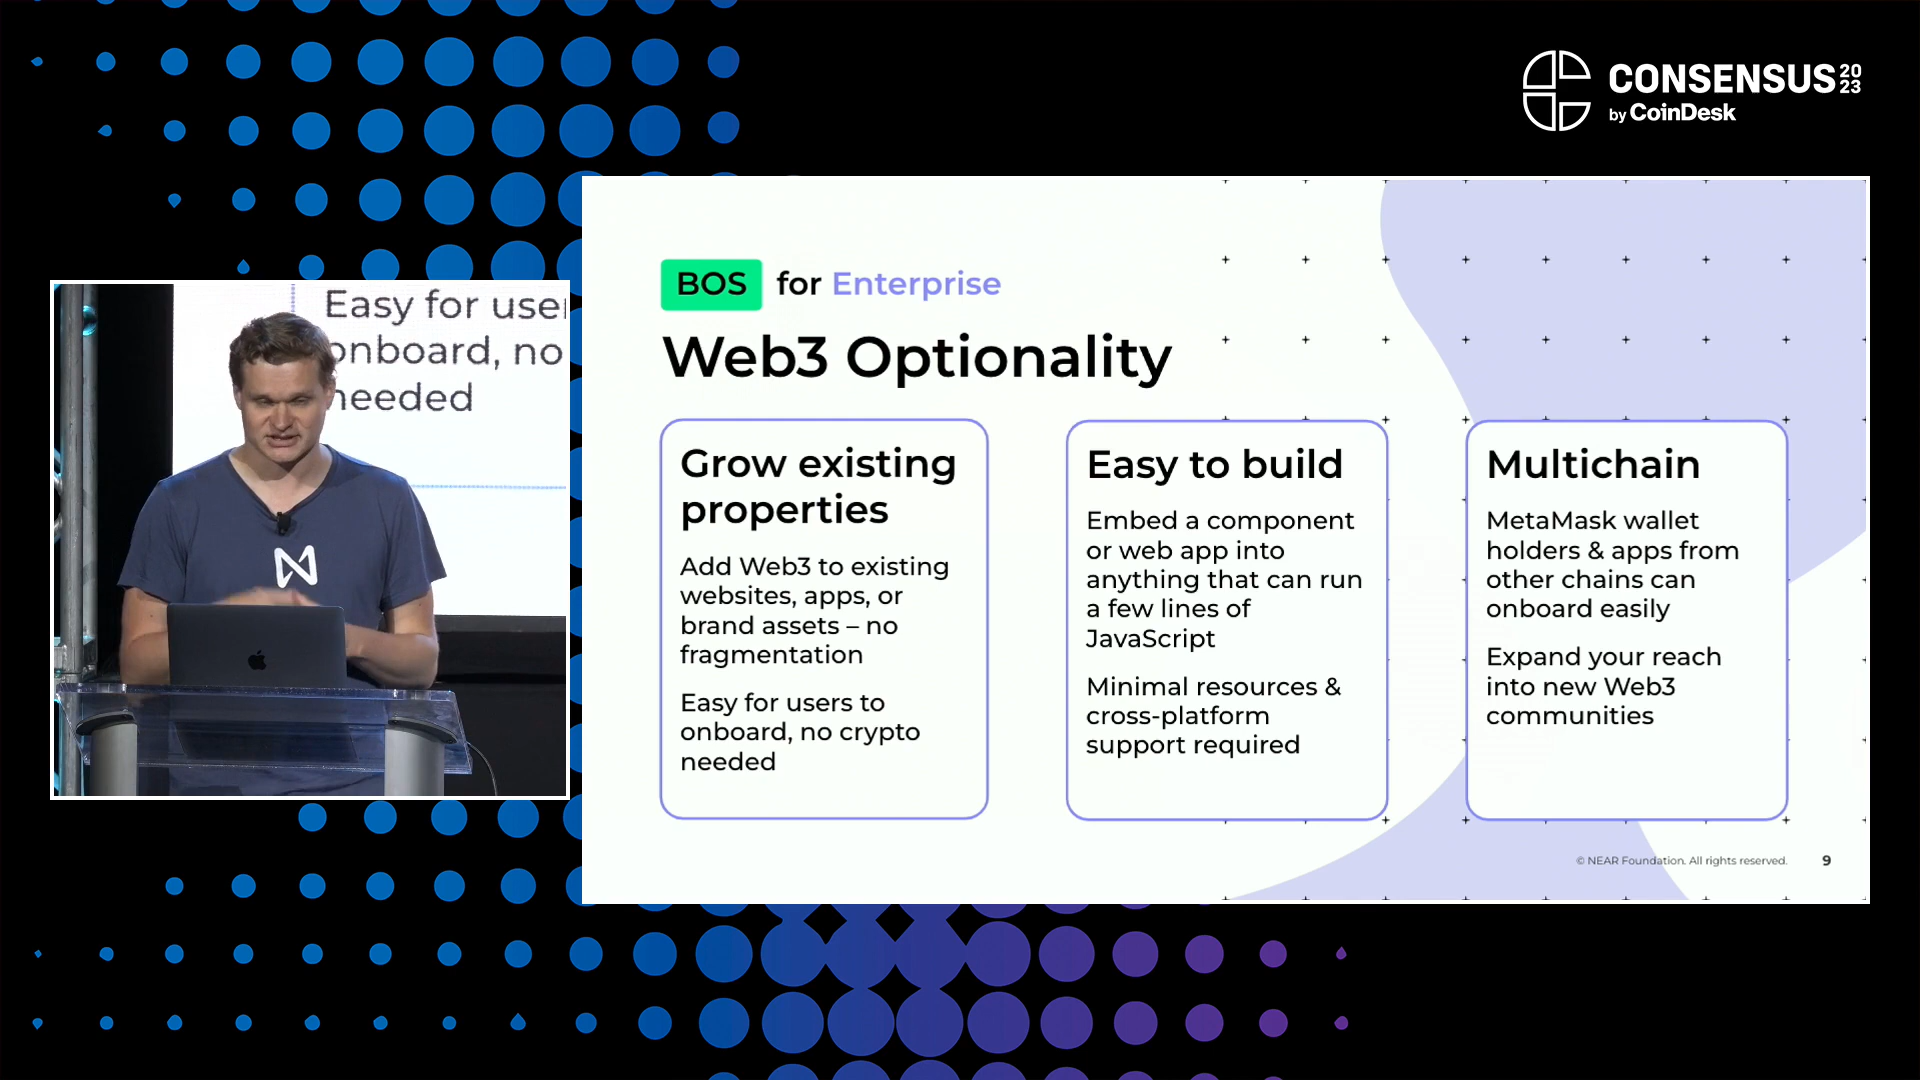 CONSENSUS 20 23
by CoinDesk
Easy for use
onboard, no
needed
BOS for Enterprise
Web3 Optionality
Grow existing
properties
Add Web3 to existing
websites, apps, or
brand assets – no
fragmentation
Easy for users to
onboard, no crypto
needed
Easy to build
Embed a component
or web app into
anything that can run
a few lines of
JavaScript
Minimal resources &
cross-platform
support required
Multichain
MetaMask wallet
holders & apps from
other chains can
onboard easily
Expand your reach
into new Web3
communities
© NEAR Foundation. All rights reserved. 9